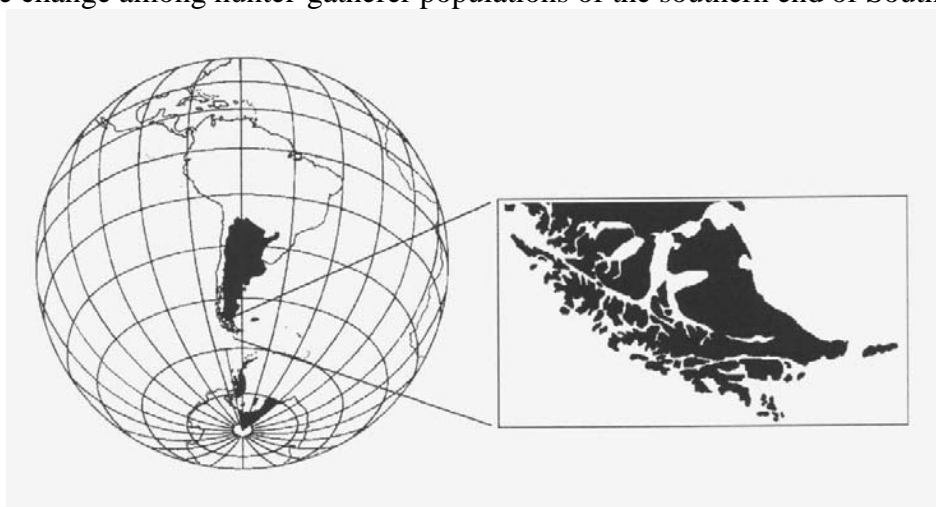 change among hunter-gatherer populations of the southern end of South